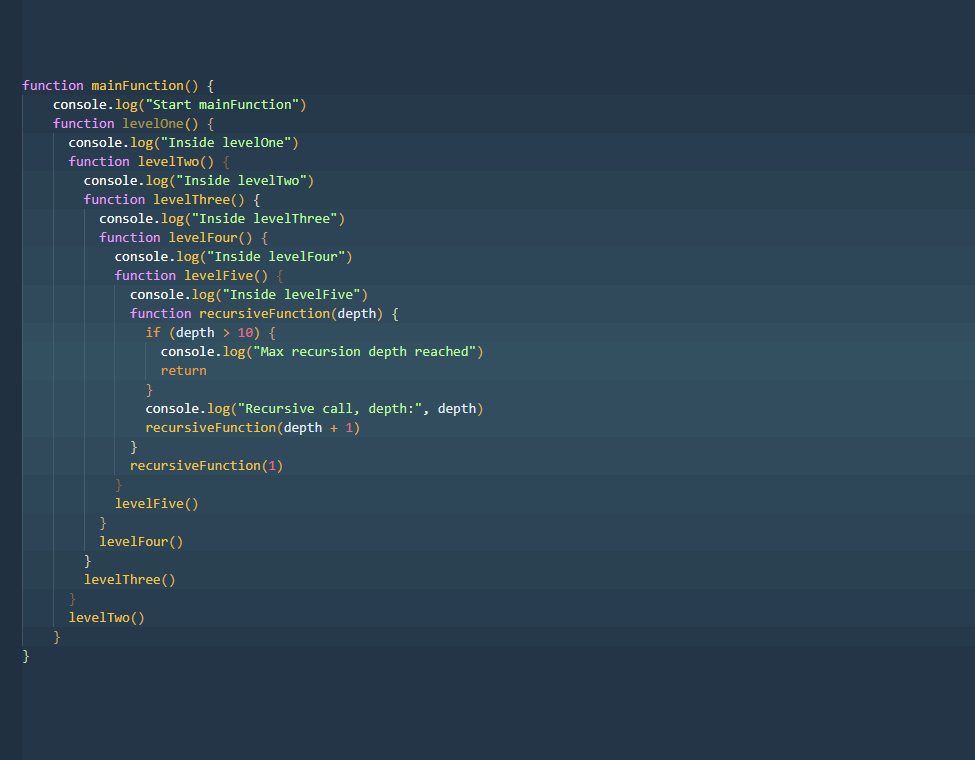 function mainFunction() {
    console.log("Start mainFunction")
    function levelOne() {
      console.log("Inside levelOne")
      function levelTwo() {
        console.log("Inside levelTwo")
        function levelThree() {
          console.log("Inside levelThree")
          function levelFour() {
            console.log("Inside levelFour")
            function levelFive() {
              console.log("Inside levelFive")
              function recursiveFunction(depth) {
                if (depth > 10) {
                  console.log("Max recursion depth reached")
                  return
                }
                console.log("Recursive call, depth:", depth)
                recursiveFunction(depth + 1)
              }
              recursiveFunction(1)
            }
            levelFive()
          }
          levelFour()
        }
        levelThree()
      }
      levelTwo()
    }
}